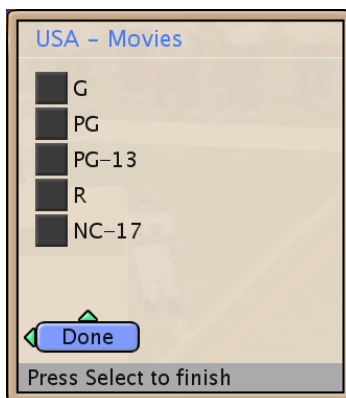 USA - Movies
G
PG
PG-13
R
NC-17
Done
Press Select to finish